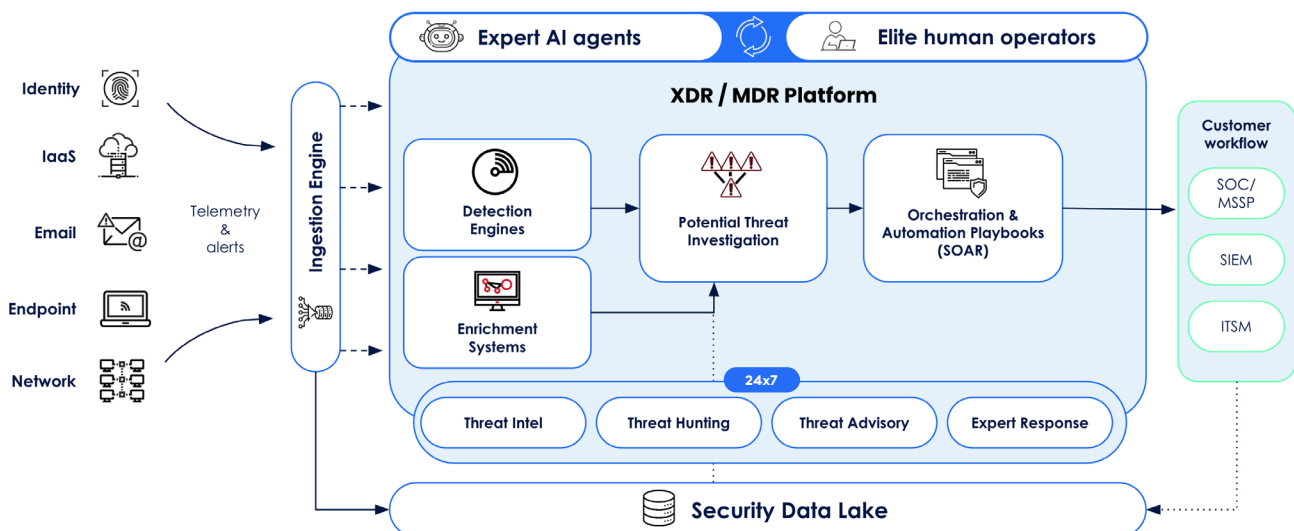 Expert AI agents
Elite human operators
XDR / MDR Platform
Identity
IaaS
Email
Endpoint
Network
Telemetry
&
alerts
Ingestion Engine
Detection
Engines
Enrichment
Systems
Potential Threat
Investigation
Orchestration &
Automation Playbooks
(SOAR)
Customer
workflow
SOC/
MSSP
SIEM
ITSM
24x7
Threat Intel
Threat Hunting
Threat Advisory
Expert Response
Security Data Lake